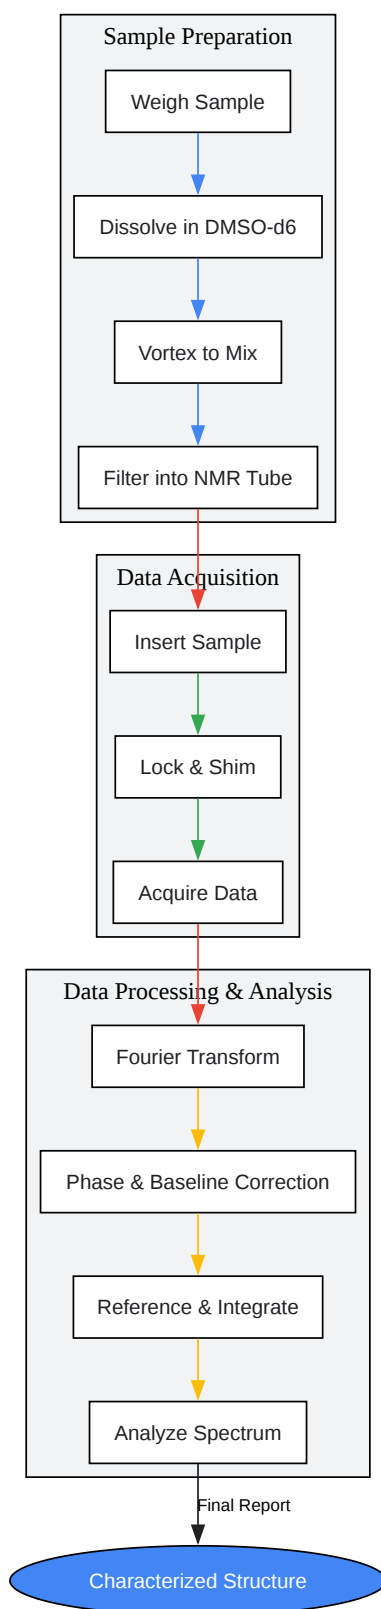 Sample Preparation
Weigh Sample
Dissolve in DMSO-d6
Vortex to Mix
Filter into NMR Tube
Data Acquisition
Insert Sample
Lock & Shim
Acquire Data
Data Processing & Analysis
Fourier Transform
Phase & Baseline Correction
Reference & Integrate
Analyze Spectrum
Final Report
Characterized Structure